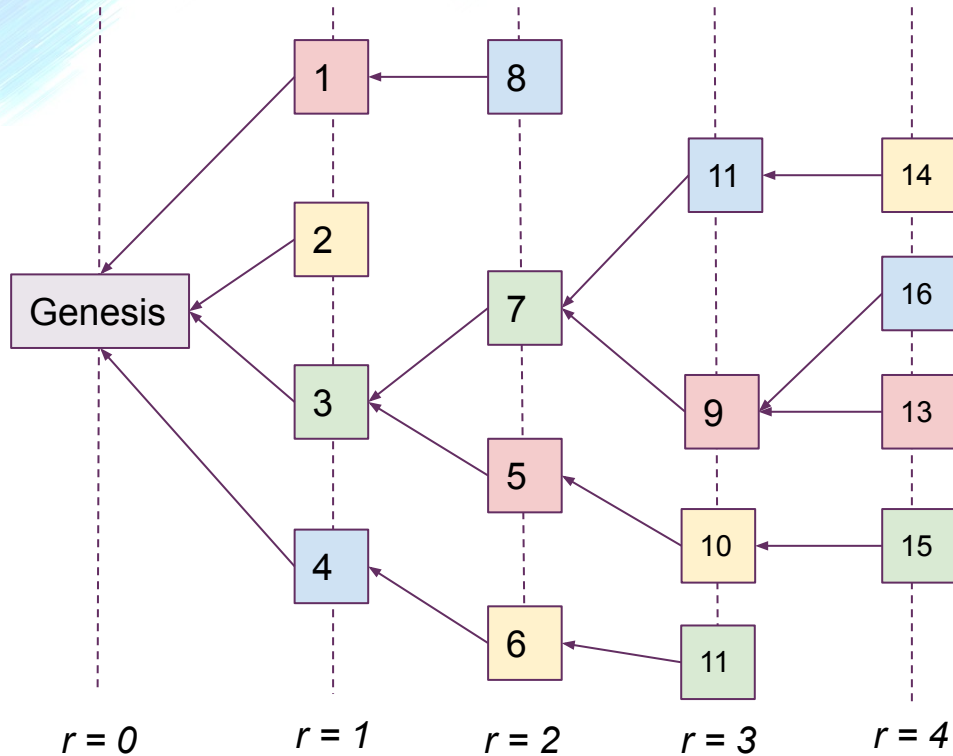 1
8
11
14
2
16
Genesis
7
3
9
13
5
10
15
4
6
11
r = 0
r = 1
r = 2
r = 3
r = 4